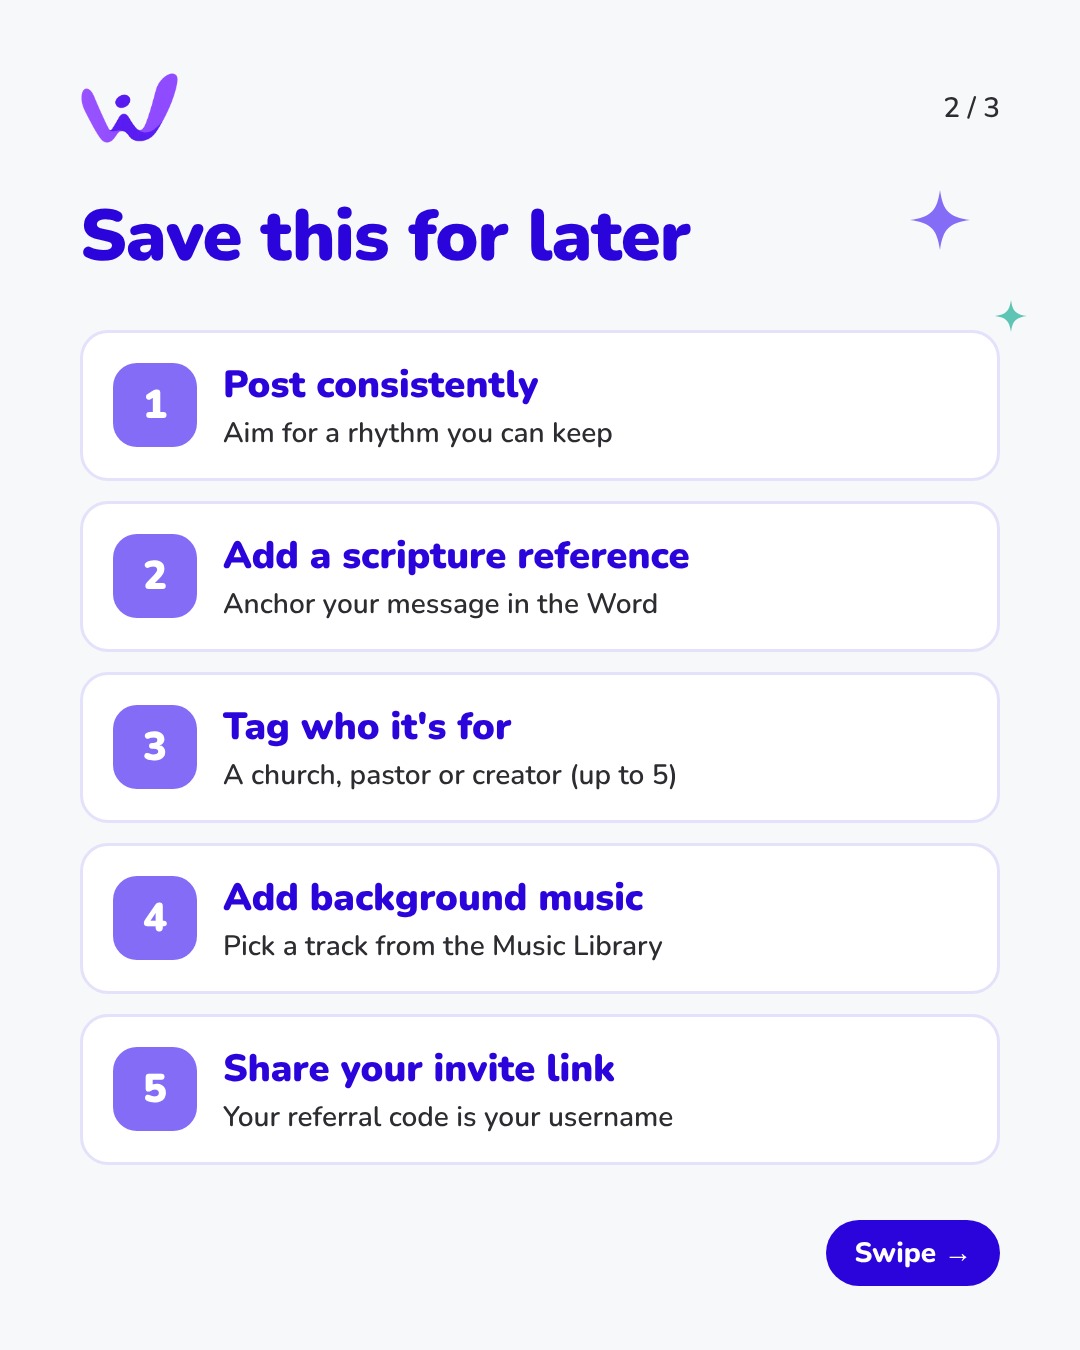 2 / 3
Save this for later
1
Post consistently
Aim for a rhythm you can keep
2
Add a scripture reference
Anchor your message in the Word
3
Tag who it's for
A church, pastor or creator (up to 5)
4
Add background music
Pick a track from the Music Library
5
Share your invite link
Your referral code is your username
Swipe →